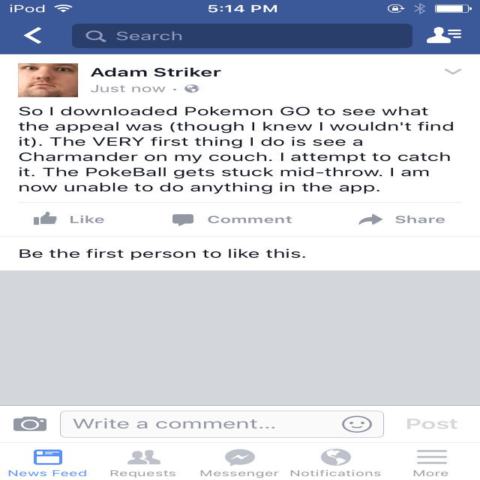 iPod 5:14 PM
Search
Adam Striker
Just now ·
So I downloaded Pokemon GO to see what
the appeal was (though I knew I wouldn't find
it). The VERY first thing I do is see a
Charmander on my couch. I attempt to catch
it. The PokeBall gets stuck mid-throw. I am
now unable to do anything in the app.
Like Comment Share
Be the first person to like this.
Write a comment... Post
News Feed Requests Messenger Notifications More